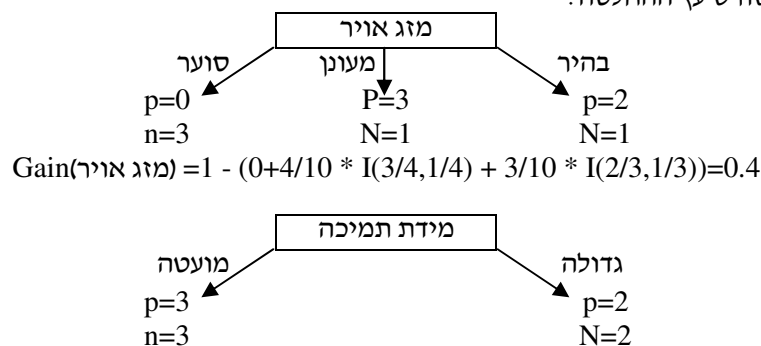 מזג אויר
סוער מעונן בהיר
p=0 P=3 p=2
n=3 N=1 N=1
Gain(מזג אויר) =1 - (0+4/10 * I(3/4,1/4) + 3/10 * I(2/3,1/3))=0.4
מידת תמיכה
מועטה גדולה
p=3 p=2
n=3 N=2